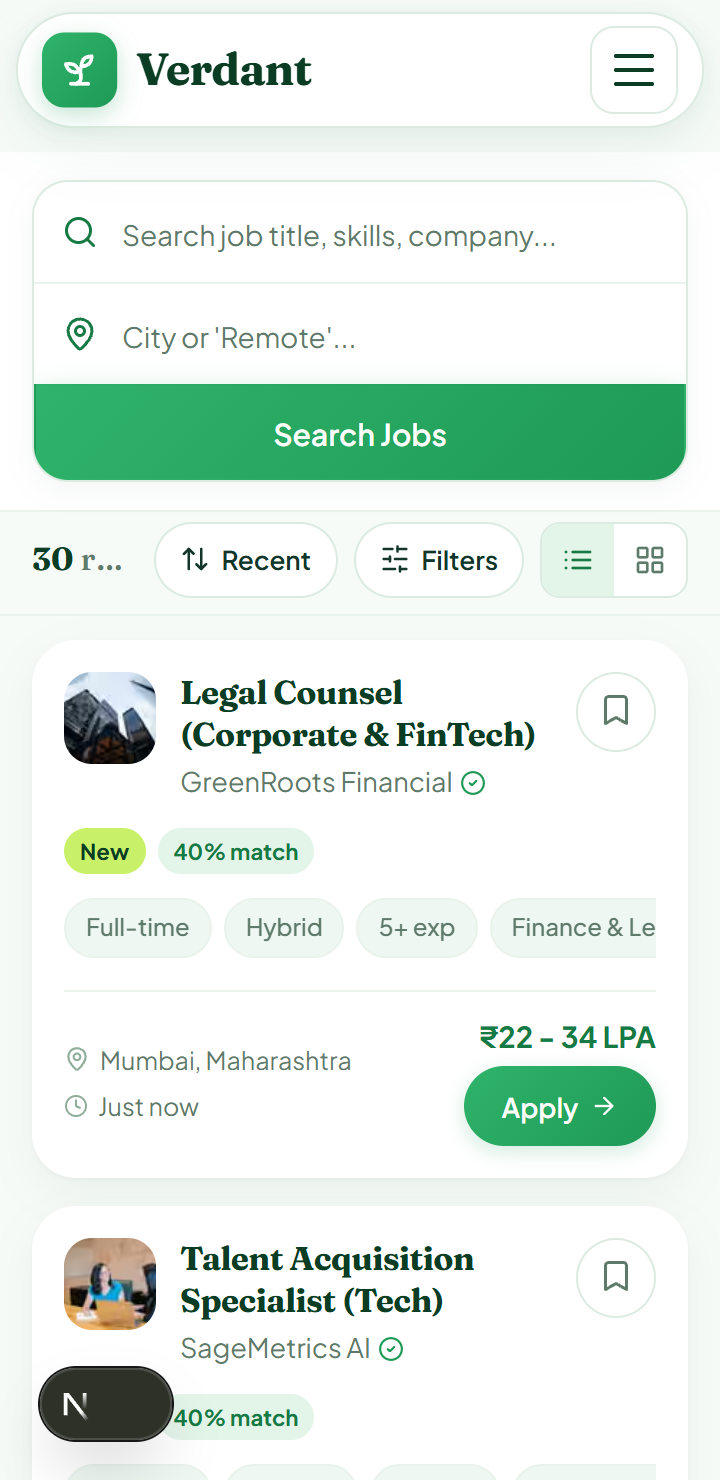 Verdant
Search job title, skills, company...
City or 'Remote'...
Search Jobs
30 r...
Recent
Filters
Legal Counsel
(Corporate & FinTech)
GreenRoots Financial
New
40% match
Full-time
Hybrid
5+ exp
Finance & Le
₹22 – 34 LPA
Mumbai, Maharashtra
Just now
Apply
Talent Acquisition
Specialist (Tech)
SageMetrics AI
N
40% match